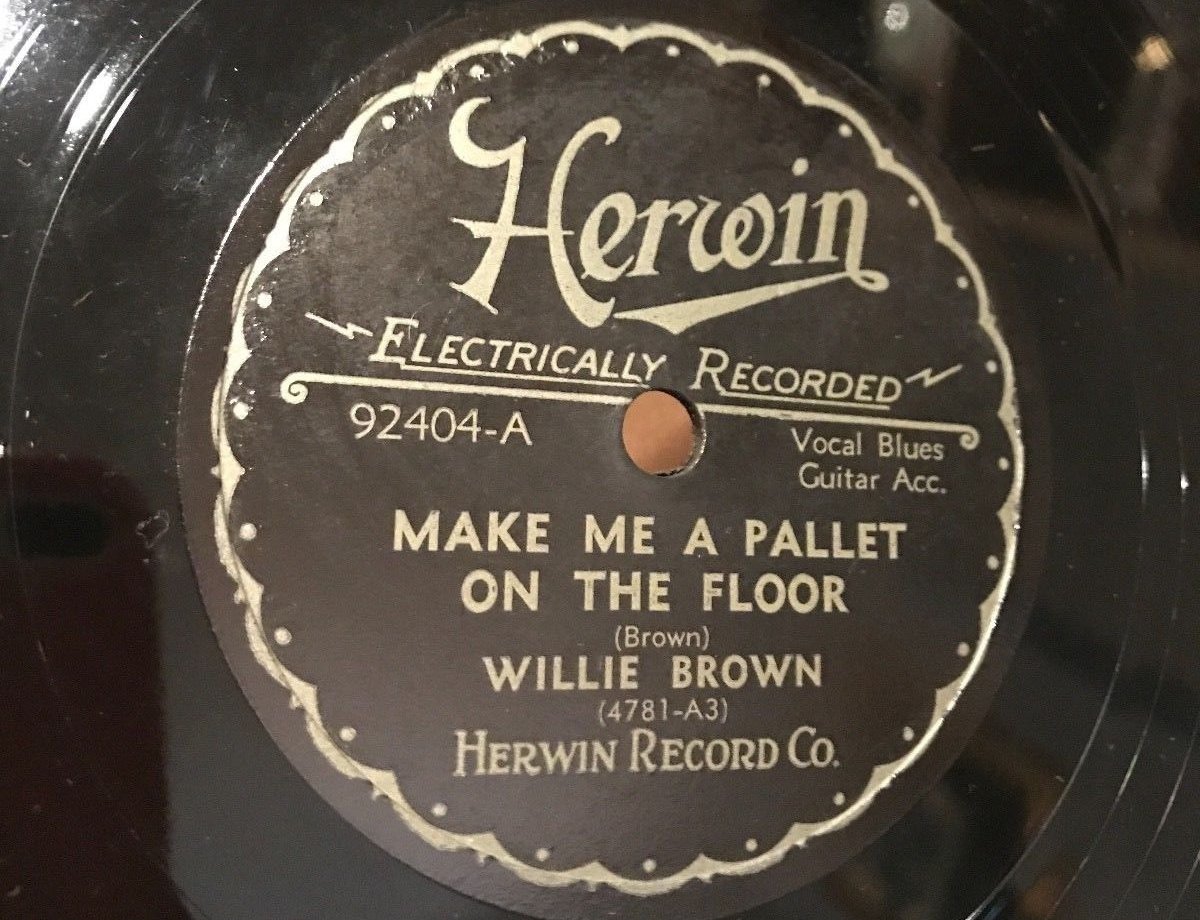 Herwin
ELECTRICALLY RECORDED
92404-A
Vocal Blues
Guitar Acc.
MAKE ME A PALLET
ON THE FLOOR
(Brown)
WILLIE BROWN
(4781-A3)
HERWIN RECORD CO.